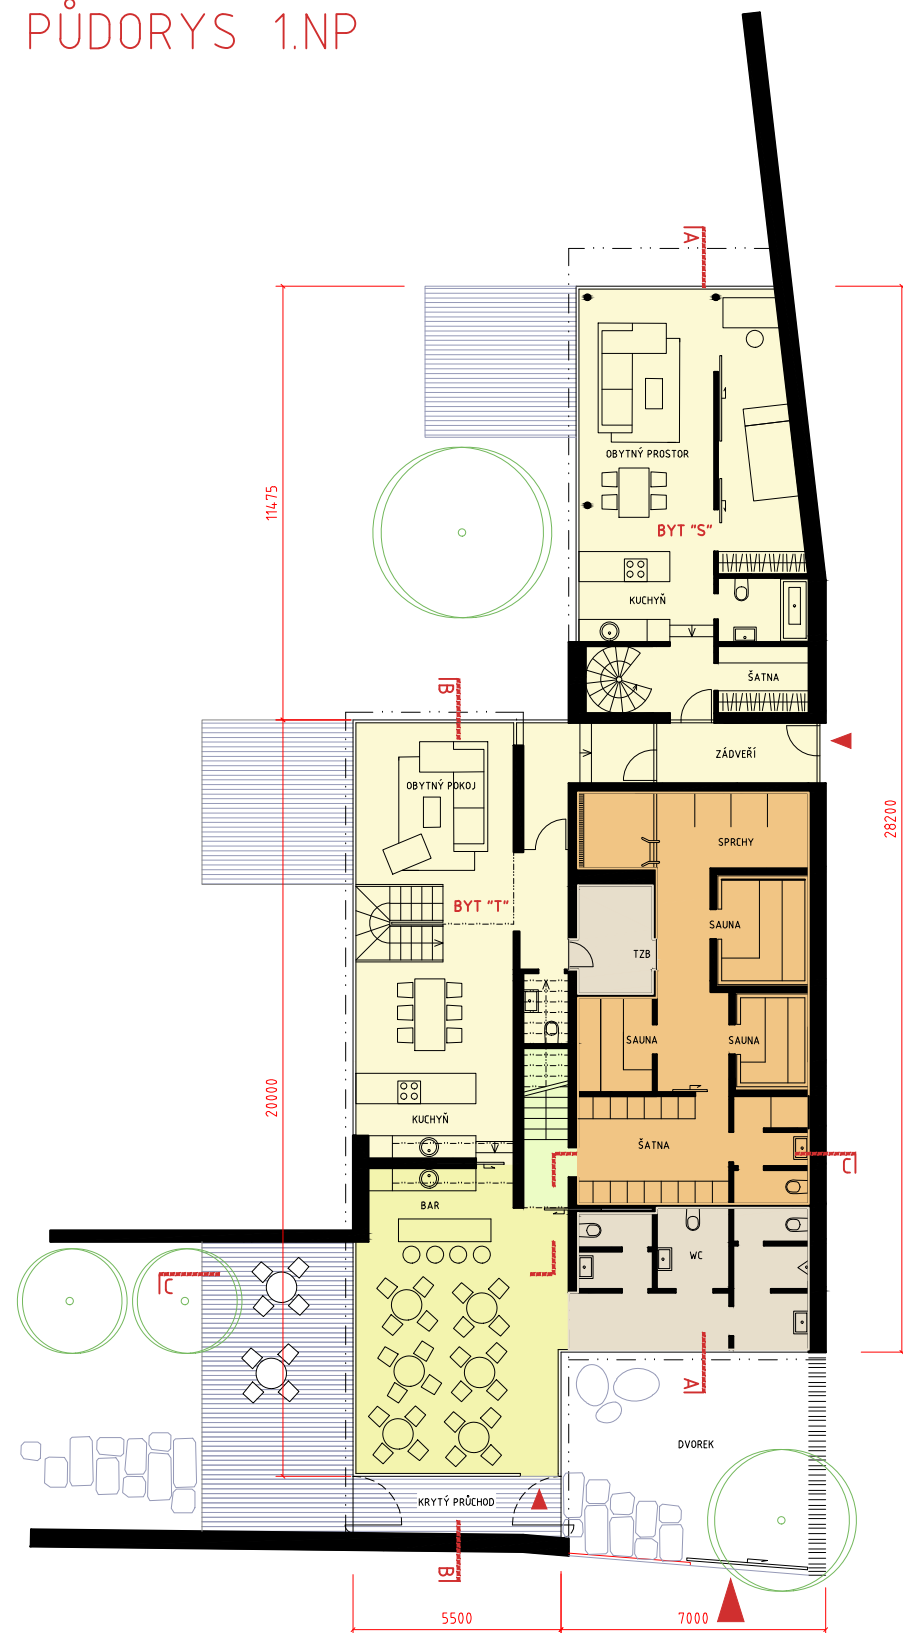 PŮDORYS 1.NP
A
11475
OBYTNÝ PROSTOR
BYT "S"
KUCHYŇ
ŠATNA
B
ZÁDVEŘÍ
OBYTNÝ POKOJ
28200
SPRCHY
BYT "T"
SAUNA
TZB
SAUNA
SAUNA
20000
KUCHYŇ
ŠATNA
C
BAR
WC
C
A
DVOREK
KRYTÝ PRŮCHOD
B
5500
7000